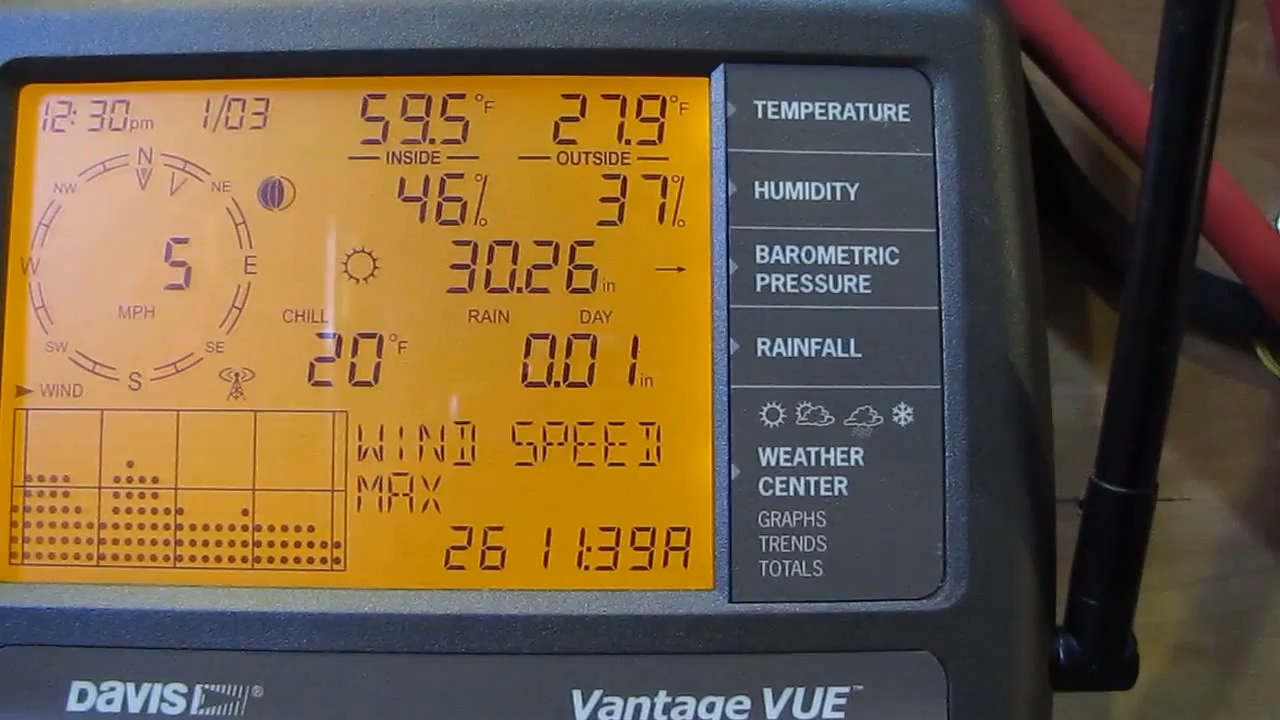 12:30pm 1/03 59.5°F 27.9°F
INSIDE OUTSIDE
N
NW NE
46% 37%
W 5 E
30.26in →
MPH
CHILL RAIN DAY
SW SE
S
20°F 0.01in
WIND
WIND SPEED
MAX
26 11:39A
TEMPERATURE
HUMIDITY
BAROMETRIC
PRESSURE
RAINFALL
WEATHER
CENTER
GRAPHS
TRENDS
TOTALS
DAVIS®
Vantage VUE™